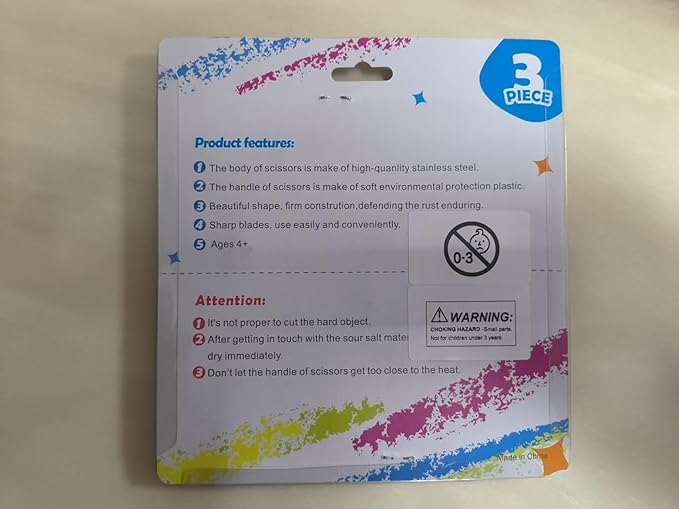 3
PIECE
Product features:
1 The body of scissors is make of high-quanlity stainless steel.
2 The handle of scissors is make of soft environmental protection plastic.
3 Beautiful shape, firm constrution,defending the rust enduring.
4 Sharp blades, use easily and conveniently.
5 Ages 4+
0-3
Attention:
1 It's not proper to cut the hard object.
2 After getting in touch with the sour salt mater
dry immediately.
3 Don't let the handle of scissors get too close to the heat.
WARNING:
CHOKING HAZARD -Small parts.
Not for children under 3 years.
Made in China